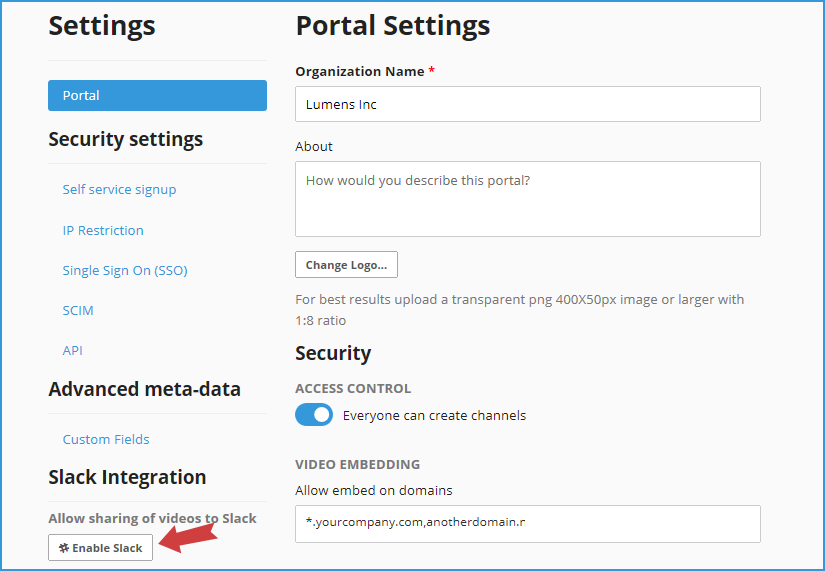 Settings
Portal
Security settings
Self service signup
IP Restriction
Single Sign On (SSO)
SCIM
API
Advanced meta-data
Custom Fields
Slack Integration
Allow sharing of videos to Slack
Enable Slack
Portal Settings
Organization Name *
Lumens Inc
About
How would you describe this portal?
Change Logo...
For best results upload a transparent png 400X50px image or larger with
1:8 ratio
Security
ACCESS CONTROL
Everyone can create channels
VIDEO EMBEDDING
Allow embed on domains
*.yourcompany.com,anotherdomain.